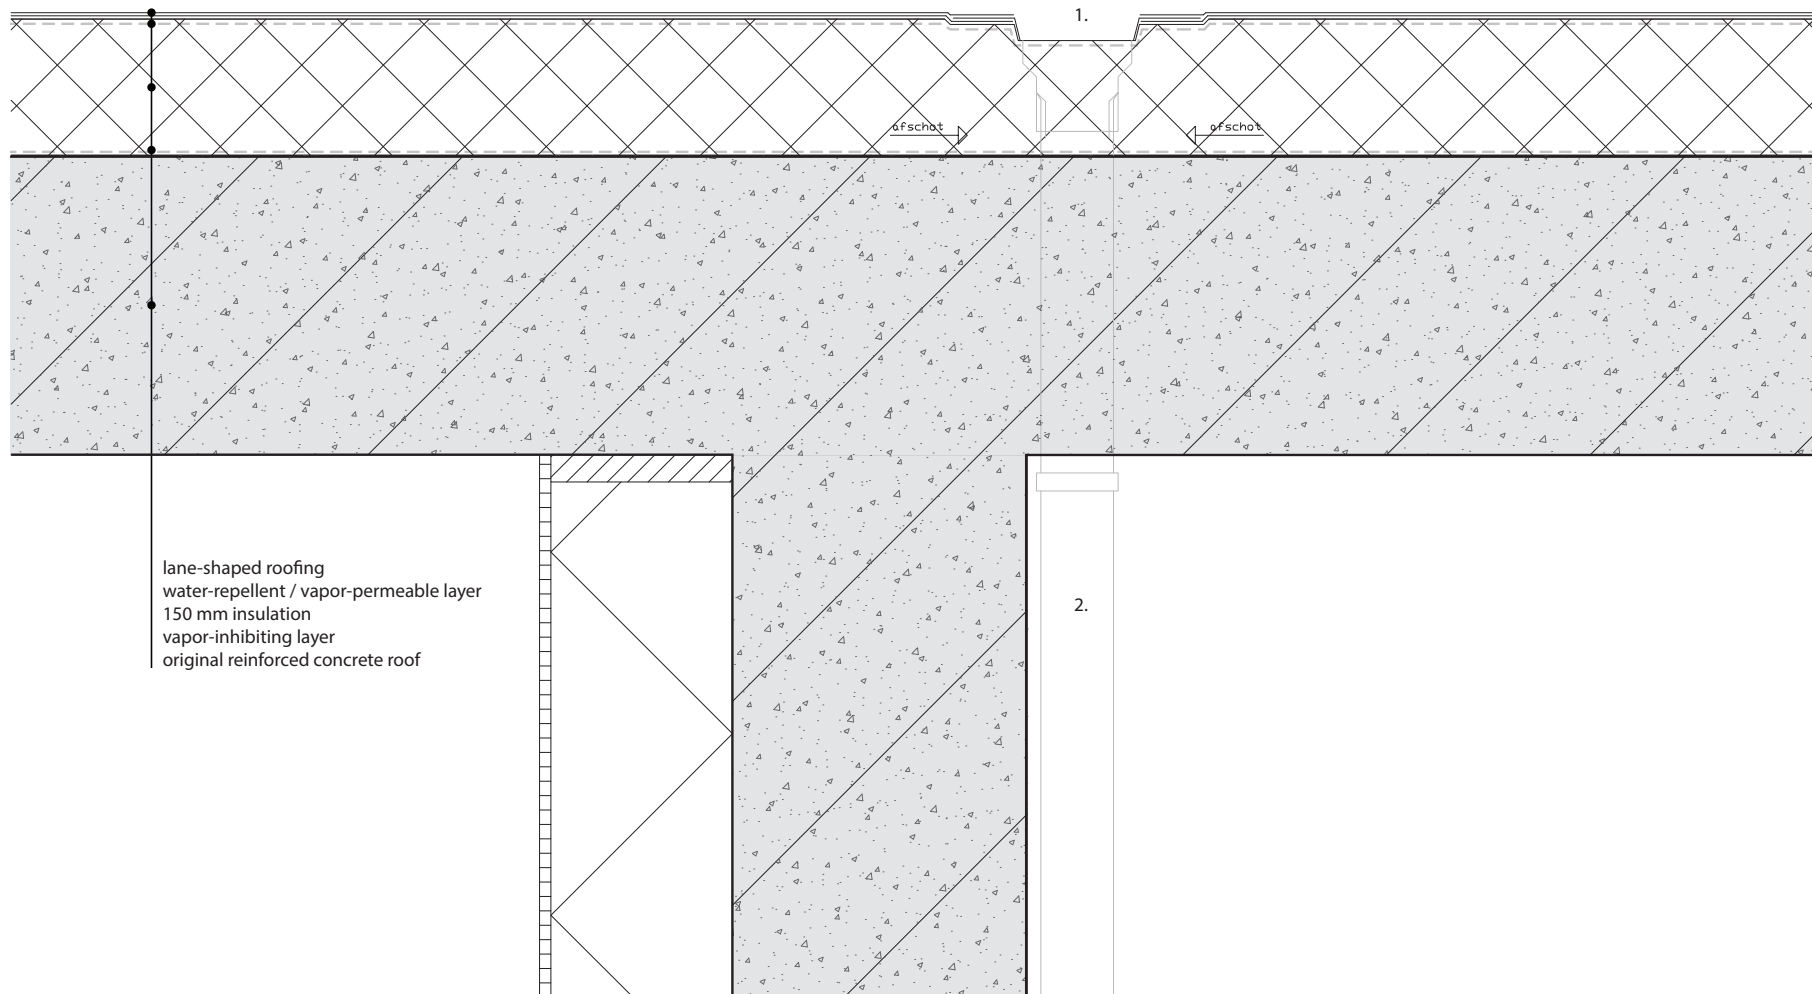 1.
afschot
afschot
lane-shaped roofing
water-repellent / vapor-permeable layer
150 mm insulation
vapor-inhibiting layer
original reinforced concrete roof
2.